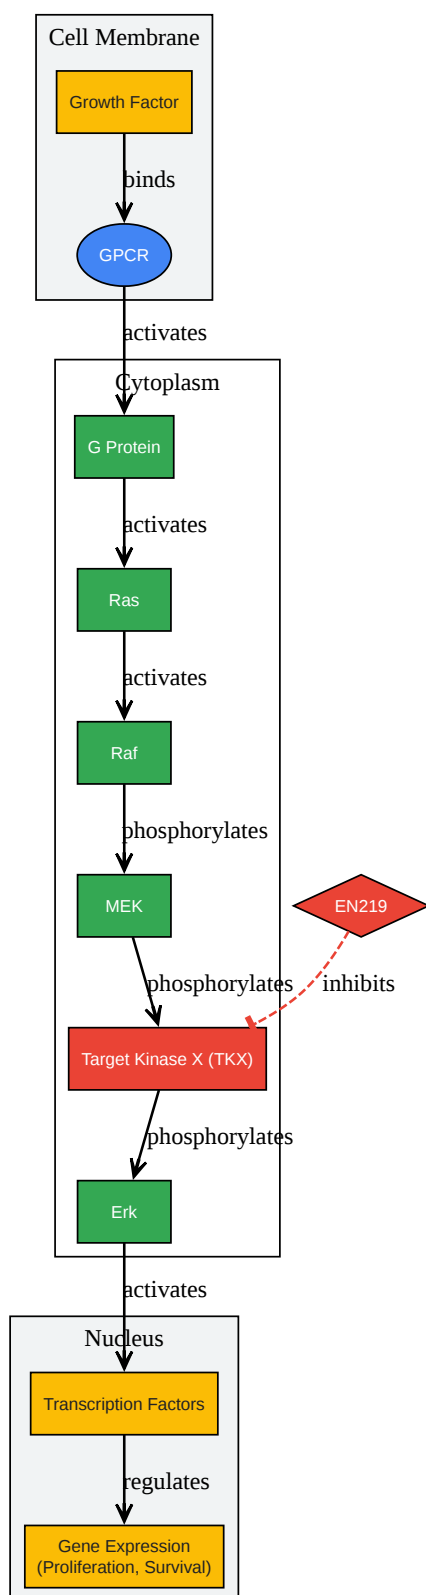 Cell Membrane
Growth Factor
binds
GPCR
activates
Cytoplasm
G Protein
activates
Ras
activates
Raf
phosphorylates
MEK
EN219
phosphorylates
inhibits
Target Kinase X (TKX)
phosphorylates
Erk
activates
Nucleus
Transcription Factors
regulates
Gene Expression
(Proliferation, Survival)